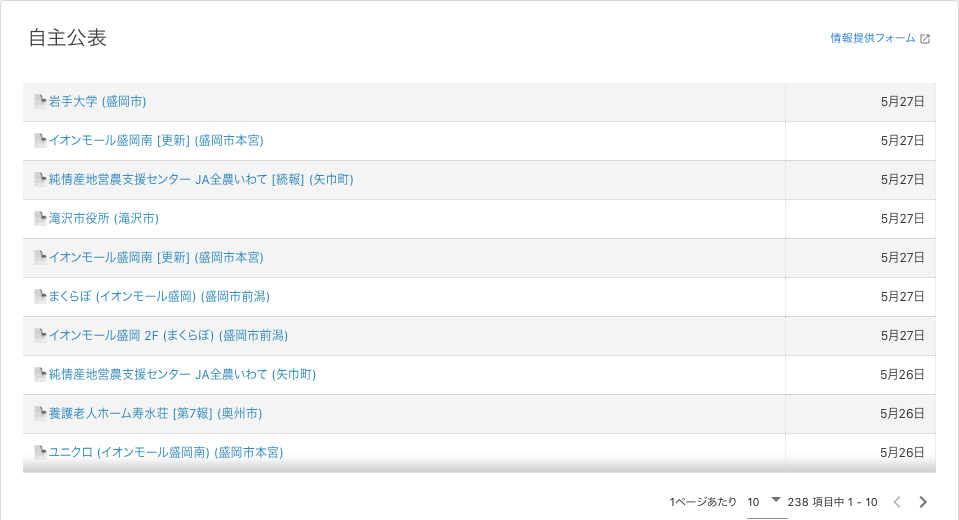 自主公表
情報提供フォーム
岩手大学 (盛岡市) 5月27日
イオンモール盛岡南 [更新] (盛岡市本宮) 5月27日
純情産地営農支援センター JA全農いわて [続報] (矢巾町) 5月27日
滝沢市役所 (滝沢市) 5月27日
イオンモール盛岡南 [更新] (盛岡市本宮) 5月27日
まくらぼ (イオンモール盛岡) (盛岡市前潟) 5月27日
イオンモール盛岡 2F (まくらぼ) (盛岡市前潟) 5月27日
純情産地営農支援センター JA全農いわて (矢巾町) 5月26日
養護老人ホーム寿水荘 [第7報] (奥州市) 5月26日
ユニクロ (イオンモール盛岡南) (盛岡市本宮) 5月26日
1ページあたり 10 238 項目中 1 - 10